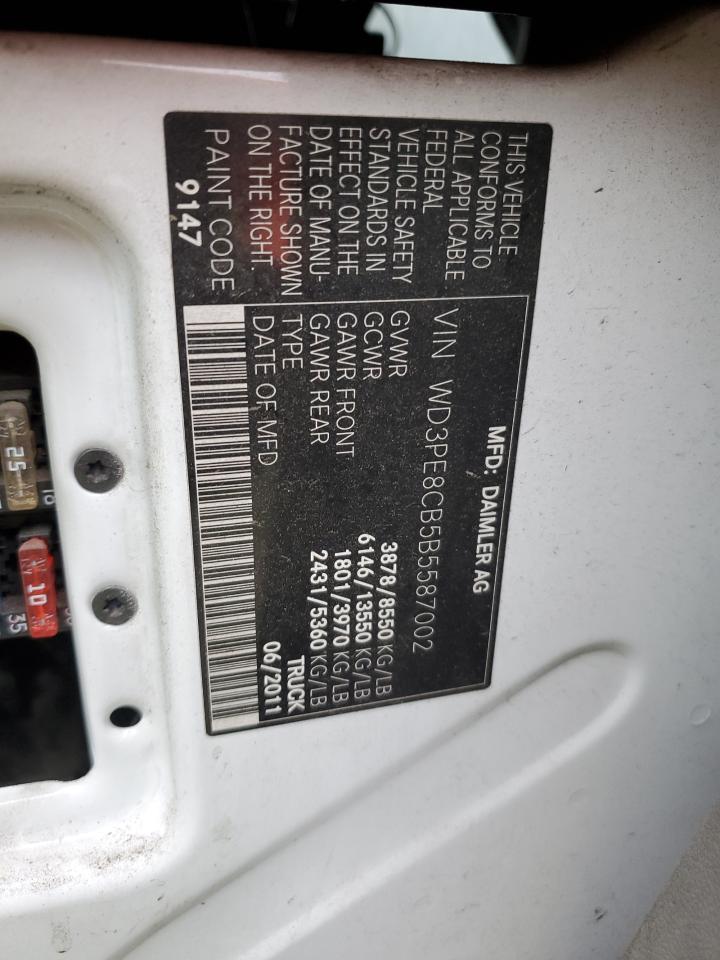 MFD: DAIMLER AG
THIS VEHICLE
CONFORMS TO
ALL APPLICABLE
FEDERAL
VEHICLE SAFETY
STANDARDS IN
EFFECT ON THE
DATE OF MANU-
FACTURE SHOWN
ON THE RIGHT.
PAINT CODE
9147
VIN WD3PE8CB5B5587002
GVWR 3878/8550 KG/LB
GCWR 6146/13550 KG/LB
GAWR FRONT 1801/3970 KG/LB
GAWR REAR 2431/5360 KG/LB
TYPE TRUCK
DATE OF MFD 06/2011
25
18
10
35